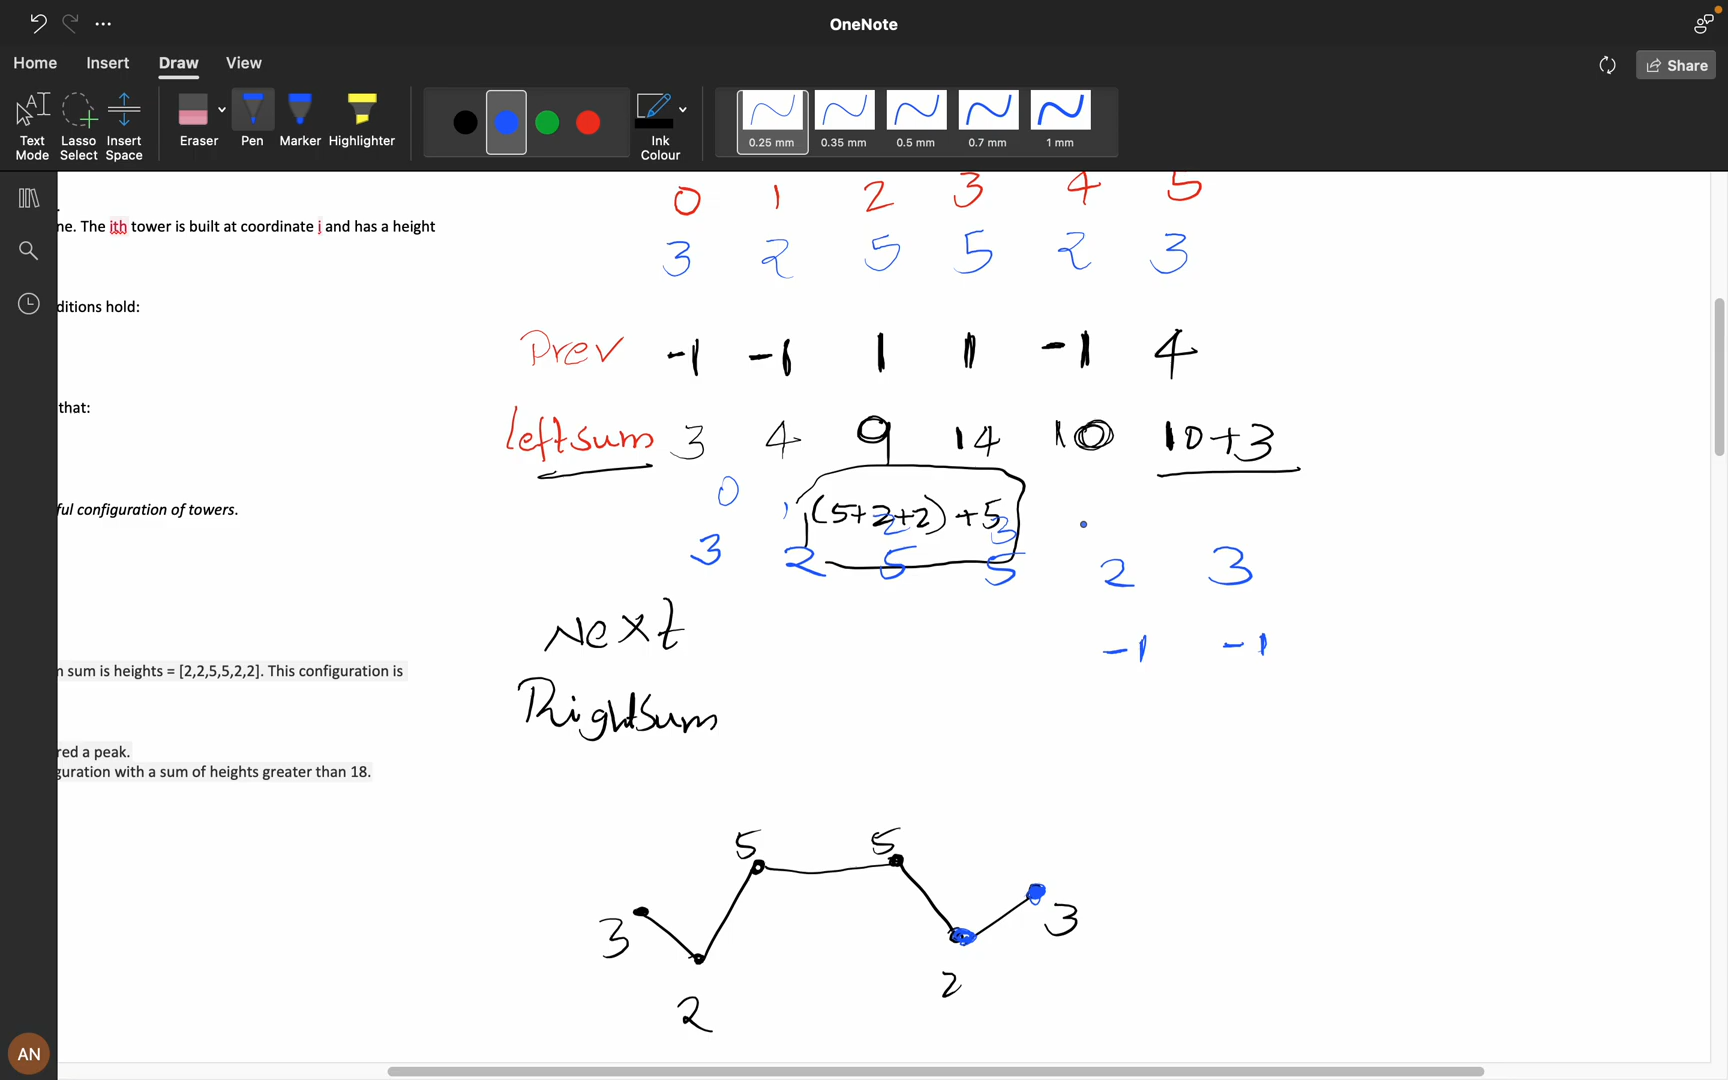 OneNote
Home Insert Draw View
Share
Text Mode
Lasso Select
Insert Space
Eraser
Pen
Marker
Highlighter
Ink Colour
0.25 mm
0.35 mm
0.5 mm
0.7 mm
1 mm
ne. The ith tower is built at coordinate i and has a height
ditions hold:
that:
ful configuration of towers.
n sum is heights = [2,2,5,5,2,2]. This configuration is
red a peak.
guration with a sum of heights greater than 18.
0 1 2 3 4 5
3 2 5 5 2 3
Prev -1 -1 1 1 -1 4
leftsum 3 4 9 14 10 10+3
(5+2+2)+5
0 1 2 3
3 2 5 5 2 3
Next -1 -1
RightSum
5 5
3 3
2 2
AN